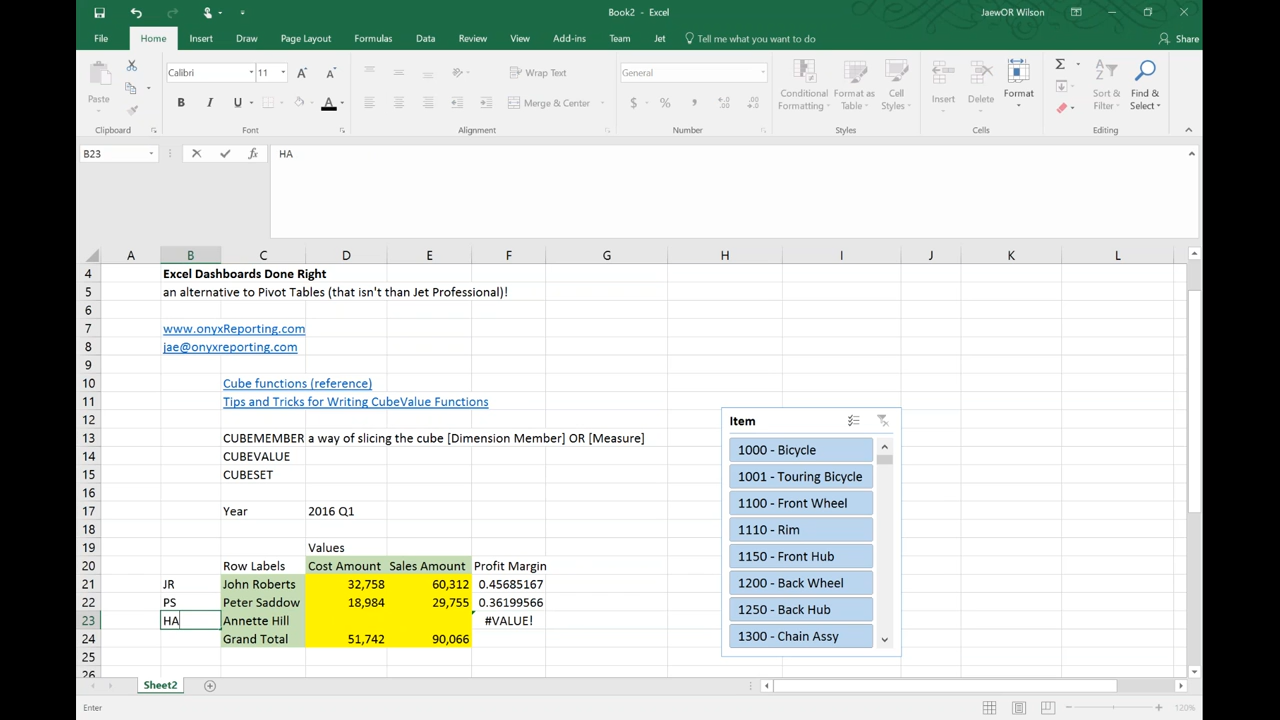 Book2 - Excel
JaewOR Wilson
File Home Insert Draw Page Layout Formulas Data Review View Add-ins Team Jet Tell me what you want to do Share
Paste
Calibri 11
B I U A
Wrap Text
Merge & Center
General
$ % ,
Conditional Formatting
Format as Table
Cell Styles
Insert
Delete
Format
Sort & Filter
Find & Select
Clipboard Font Alignment Number Styles Cells Editing
B23 fx HA
A B C D E F G H I J K L
4 Excel Dashboards Done Right
5 an alternative to Pivot Tables (that isn't than Jet Professional)!
6
7 www.onyxReporting.com
8 jae@onyxreporting.com
9
10 Cube functions (reference)
11 Tips and Tricks for Writing CubeValue Functions
12
13 CUBEMEMBER a way of slicing the cube [Dimension Member] OR [Measure]
14 CUBEVALUE
15 CUBESET
16
17 Year 2016 Q1
18
19 Values
20 Row Labels Cost Amount Sales Amount Profit Margin
21 JR John Roberts 32,758 60,312 0.45685167
22 PS Peter Saddow 18,984 29,755 0.36199566
23 HA Annette Hill #VALUE!
24 Grand Total 51,742 90,066
25
26
Item
1000 - Bicycle
1001 - Touring Bicycle
1100 - Front Wheel
1110 - Rim
1150 - Front Hub
1200 - Back Wheel
1250 - Back Hub
1300 - Chain Assy
Sheet2
Enter
120%